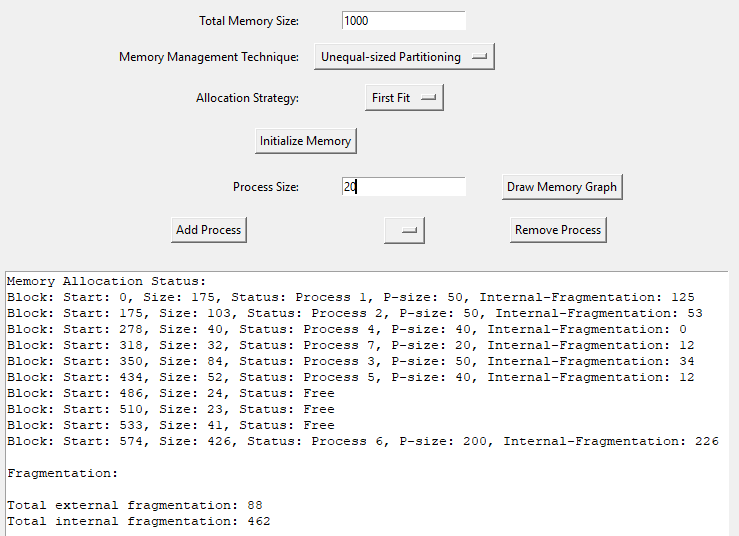 Total Memory Size: 1000
Memory Management Technique: Unequal-sized Partitioning
Allocation Strategy: First Fit
Initialize Memory
Process Size: 20 Draw Memory Graph
Add Process Remove Process
Memory Allocation Status:
Block: Start: 0, Size: 175, Status: Process 1, P-size: 50, Internal-Fragmentation: 125
Block: Start: 175, Size: 103, Status: Process 2, P-size: 50, Internal-Fragmentation: 53
Block: Start: 278, Size: 40, Status: Process 4, P-size: 40, Internal-Fragmentation: 0
Block: Start: 318, Size: 32, Status: Process 7, P-size: 20, Internal-Fragmentation: 12
Block: Start: 350, Size: 84, Status: Process 3, P-size: 50, Internal-Fragmentation: 34
Block: Start: 434, Size: 52, Status: Process 5, P-size: 40, Internal-Fragmentation: 12
Block: Start: 486, Size: 24, Status: Free
Block: Start: 510, Size: 23, Status: Free
Block: Start: 533, Size: 41, Status: Free
Block: Start: 574, Size: 426, Status: Process 6, P-size: 200, Internal-Fragmentation: 226
Fragmentation:
Total external fragmentation: 88
Total internal fragmentation: 462